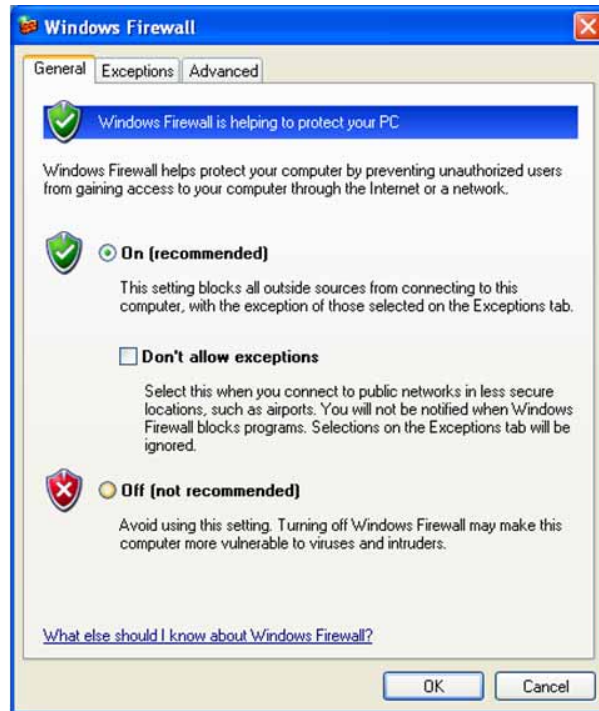 Windows Firewall
General Exceptions Advanced
Windows Firewall is helping to protect your PC
Windows Firewall helps protect your computer by preventing unauthorized users
from gaining access to your computer through the Internet or a network.
On (recommended)
This setting blocks all outside sources from connecting to this
computer, with the exception of those selected on the Exceptions tab.
Don't allow exceptions
Select this when you connect to public networks in less secure
locations, such as airports. You will not be notified when Windows
Firewall blocks programs. Selections on the Exceptions tab will be
ignored.
Off (not recommended)
Avoid using this setting. Turning off Windows Firewall may make this
computer more vulnerable to viruses and intruders.
What else should I know about Windows Firewall?
OK Cancel